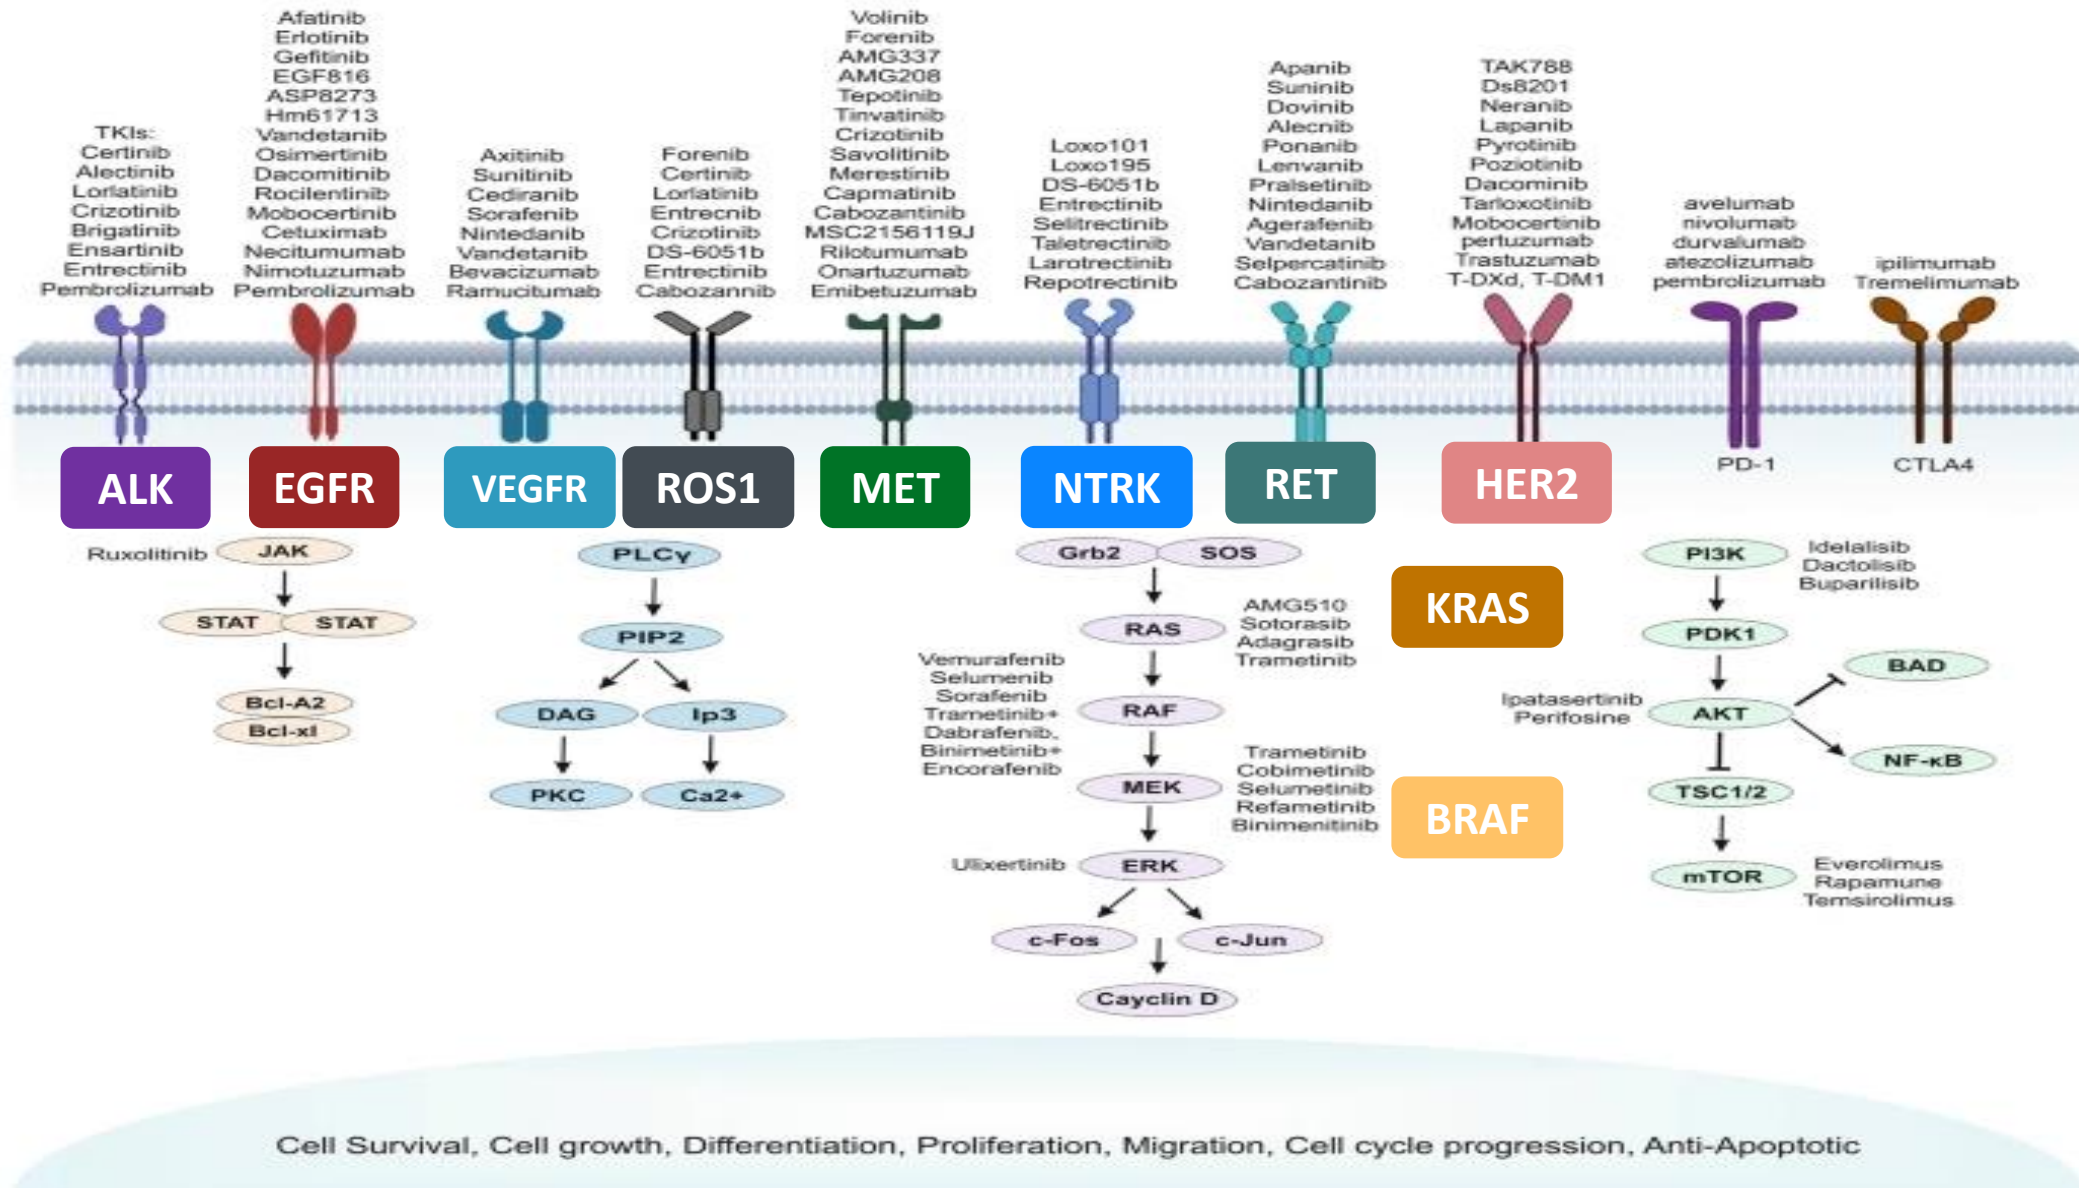 TKIs:
Certinib
Alectinib
Lorlatinib
Crizotinib
Brigatinib
Ensartinib
Entrectinib
Pembrolizumab
Afatinib
Erlotinib
Gefitinib
EGF816
ASP8273
Hm61713
Vandetanib
Osimertinib
Dacomitinib
Rocilentinib
Mobocertinib
Cetuximab
Necitumumab
Nimotuzumab
Pembrolizumab
Axitinib
Sunitinib
Cediranib
Sorafenib
Nintedanib
Vandetanib
Bevacizumab
Ramucitumab
Forenib
Certinib
Lorlatinib
Entrecnib
Crizotinib
DS-6051b
Entrectinib
Cabozannib
Volinib
Forenib
AMG337
AMG208
Tepotinib
Tinvatinib
Crizotinib
Savolitinib
Merestinib
Capmatinib
Cabozantinib
MSC2156119J
Rilotumumab
Onartuzumab
Emibetuzumab
Loxo101
Loxo195
DS-6051b
Entrectinib
Selitrectinib
Taletrectinib
Larotrectinib
Repotrectinib
Apanib
Suninib
Dovinib
Alecnib
Ponanib
Lenvanib
Pralsetinib
Nintedanib
Agerafenib
Vandetanib
Selpercatinib
Cabozantinib
TAK788
Ds8201
Neranib
Lapanib
Pyrotinib
Poziotinib
Dacominib
Tarloxotinib
Mobocertinib
pertuzumab
Trastuzumab
T-DXd, T-DM1
avelumab
nivolumab
durvalumab
atezolizumab
pembrolizumab
ipilimumab
Tremelimumab
ALK
EGFR
VEGFR
ROS1
MET
NTRK
RET
HER2
PD-1
CTLA4
Ruxolitinib
JAK
STAT
STAT
Bcl-A2
Bcl-xl
PLCγ
PIP2
DAG
Ip3
PKC
Ca2+
Grb2
SOS
RAS
AMG510
Sotorasib
Adagrasib
Trametinib
KRAS
Vemurafenib
Selumenib
Sorafenib
Trametinib+
Dabrafenib,
Binimetinib+
Encorafenib
RAF
MEK
Trametinib
Cobimetinib
Selumetinib
Refametinib
Binimenitinib
BRAF
Ulixertinib
ERK
c-Fos
c-Jun
Cayclin D
PI3K
Idelalisib
Dactolisib
Buparilisib
PDK1
Ipatasertinib
Perifosine
AKT
BAD
NF-κB
TSC1/2
mTOR
Everolimus
Rapamune
Temsirolimus
Cell Survival, Cell growth, Differentiation, Proliferation, Migration, Cell cycle progression, Anti-Apoptotic